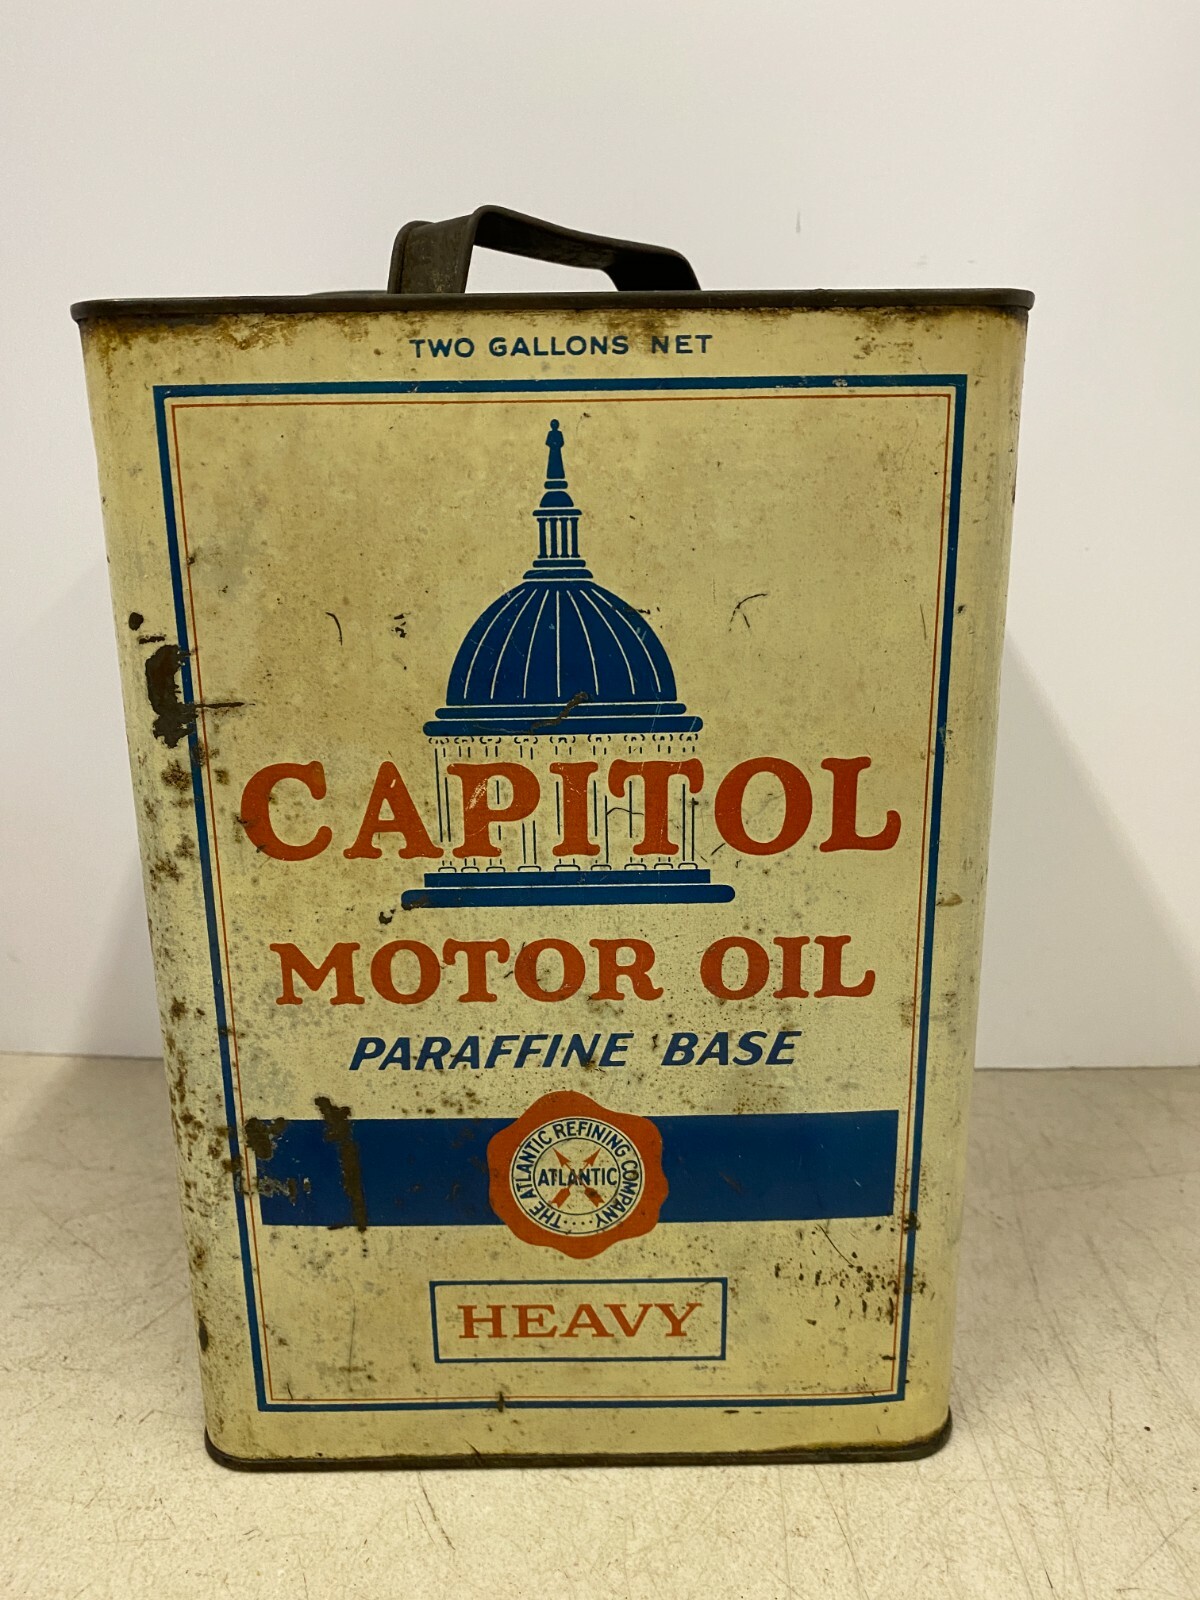 TWO GALLONS NET
CAPITOL
MOTOR OIL
PARAFFINE BASE
THE ATLANTIC REFINING COMPANY
ATLANTIC
HEAVY